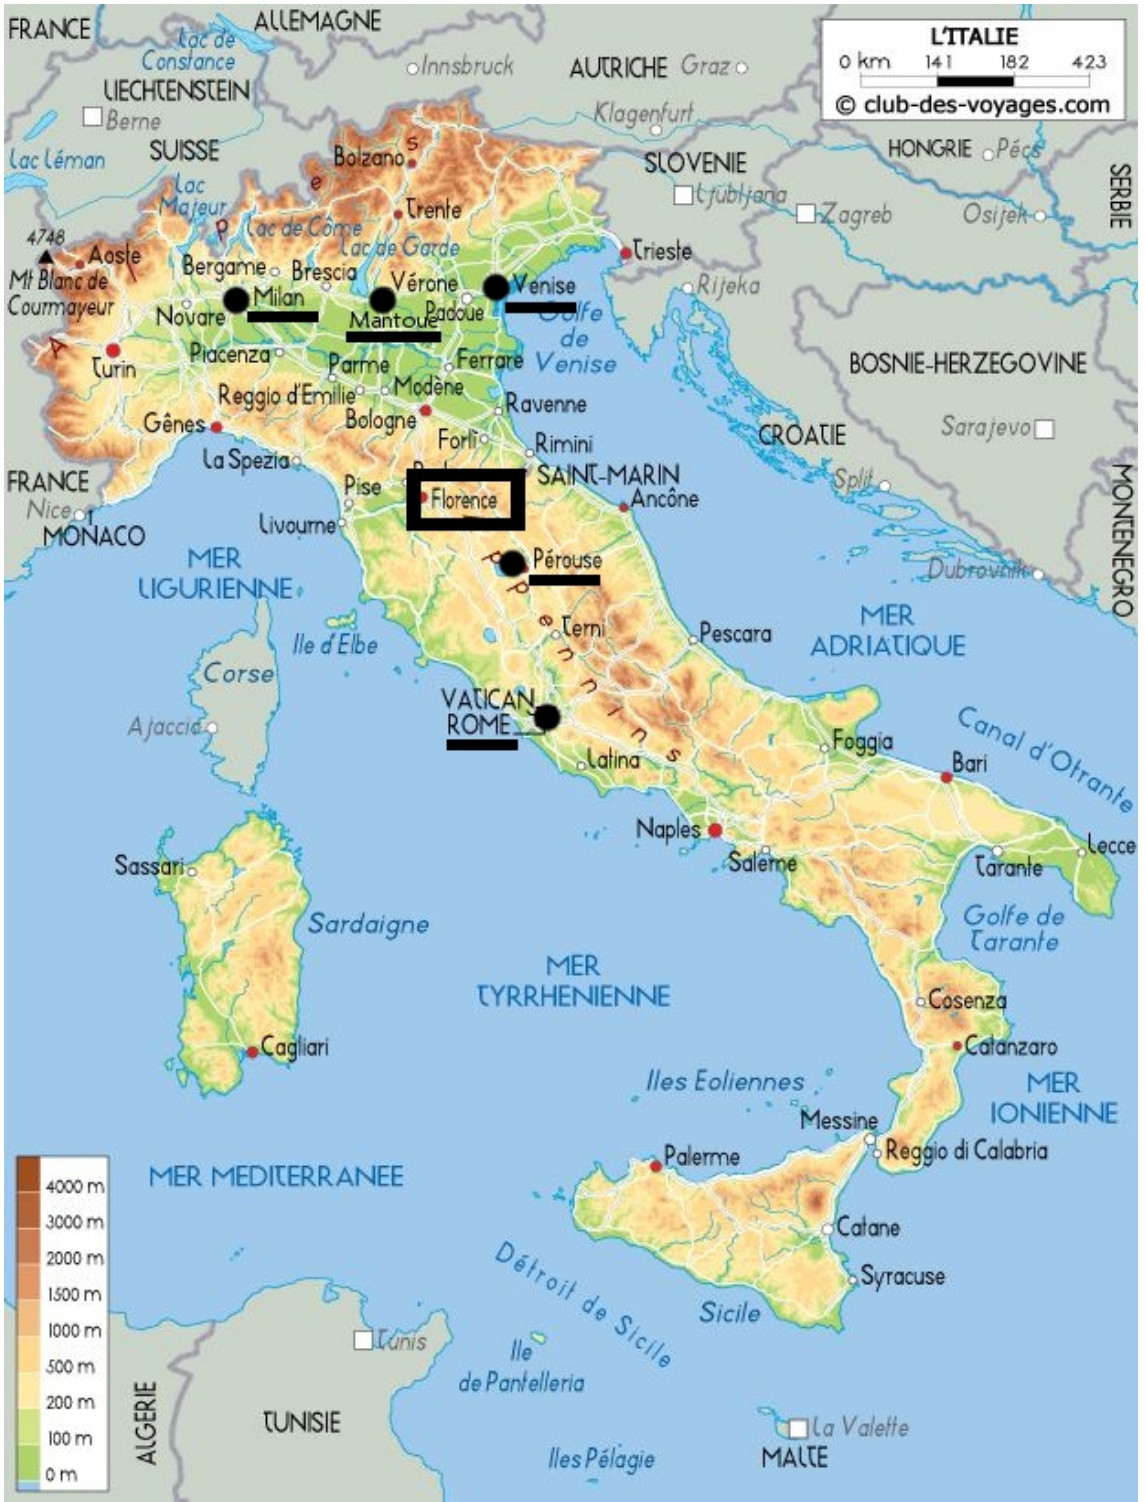 FRANCE
ALLEMAGNE
L'ITALIE
0 km 141 182 423
© club-des-voyages.com
Lac de
Constance
Innsbruck
AUTRICHE
Graz
LIECHTENSTEIN
Berne
Klagenfurt
HONGRIE
Pécs
Lac Léman
SUISSE
Bolzano
SLOVENIE
Ljubljana
SERBIE
Lac
Majeur
Trente
Zagreb
Osijek
Lac de Côme
Lac de Garde
4748
Mt Blanc de
Courmayeur
Aoste
Bergame
Brescia
Vérone
Venise
Trieste
Rijeka
Novare
Milan
Mantoue
Padoue
Golfe
de
Venise
A l p e s
Turin
Piacenza
Parme
Ferrare
BOSNIE-HERZEGOVINE
Reggio d'Emilie
Modène
Gênes
Bologne
Ravenne
Sarajevo
CROATIE
La Spezia
Forlì
Rimini
FRANCE
Nice
MONACO
Pise
SAINT-MARIN
Split
MONTENEGRO
Livourne
Florence
Ancône
MER
LIGURIENNE
Pérouse
Dubrovnik
MER
ADRIATIQUE
Ile d'Elbe
Terni
Pescara
Corse
Ajaccio
VATICAN
ROME
p p e n n i n s
Latina
Foggia
Canal d'Otrante
Bari
Naples
Salerne
Tarante
Lecce
Sassari
Sardaigne
Golfe de
Tarante
MER
TYRRHENIENNE
Cosenza
Cagliari
Catanzaro
Iles Eoliennes
MER
IONIENNE
Messine
Reggio di Calabria
MER MEDITERRANEE
Palerme
4000 m
3000 m
2000 m
1500 m
1000 m
500 m
200 m
100 m
0 m
Catane
Syracuse
Détroit de Sicile
Sicile
Tunis
Ile
de Pantelleria
ALGERIE
TUNISIE
La Valette
MALTE
Iles Pélagie